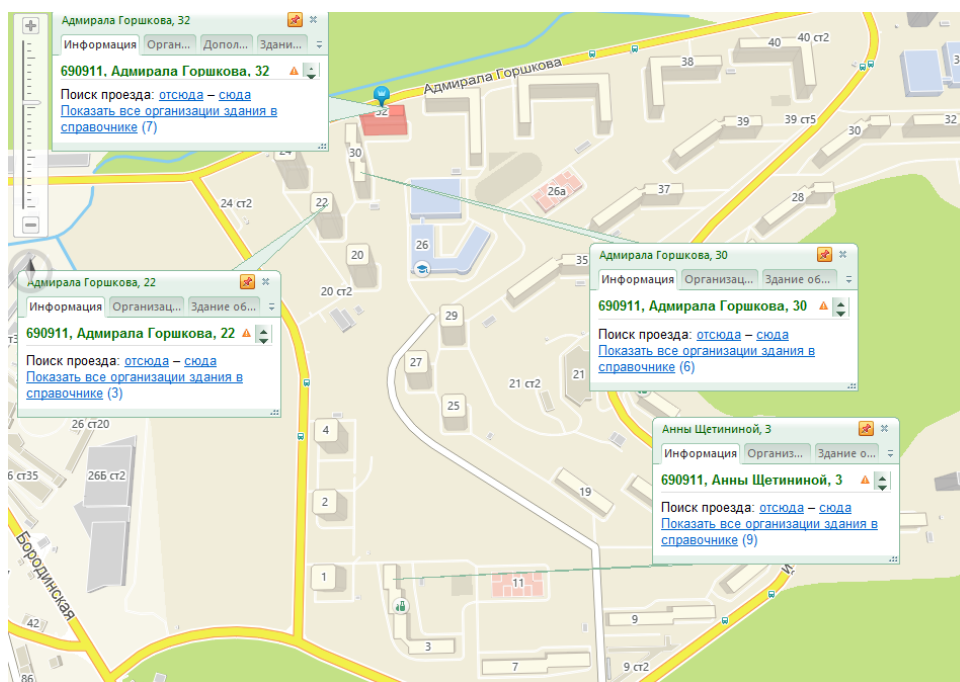 Адмирала Горшкова, 32
Информация
Орган...
Допол...
Здани...
690911, Адмирала Горшкова, 32
Поиск проезда: отсюда – сюда
Показать все организации здания в
справочнике (7)
40
40 ст2
38
Адмирала Горшкова
32
39
39 ст5
30
32
30
24
37
26а
28
24 ст2
22
26
20
35
20 ст2
Адмирала Горшкова, 30
Информация
Организац...
Здание об...
690911, Адмирала Горшкова, 30
Поиск проезда: отсюда – сюда
Показать все организации здания в
справочнике (6)
Адмирала Горшкова, 22
Информация
Организац...
Здание об...
690911, Адмирала Горшкова, 22
Поиск проезда: отсюда – сюда
Показать все организации здания в
справочнике (3)
29
27
21 ст2
21
25
26 ст20
4
Анны Щетининой, 3
Информация
Организ...
Здание о...
690911, Анны Щетининой, 3
Поиск проезда: отсюда – сюда
Показать все организации здания в
справочнике (9)
26Б ст2
19
2
Бородинская
1
11
42
3
9
7
9 ст2
86